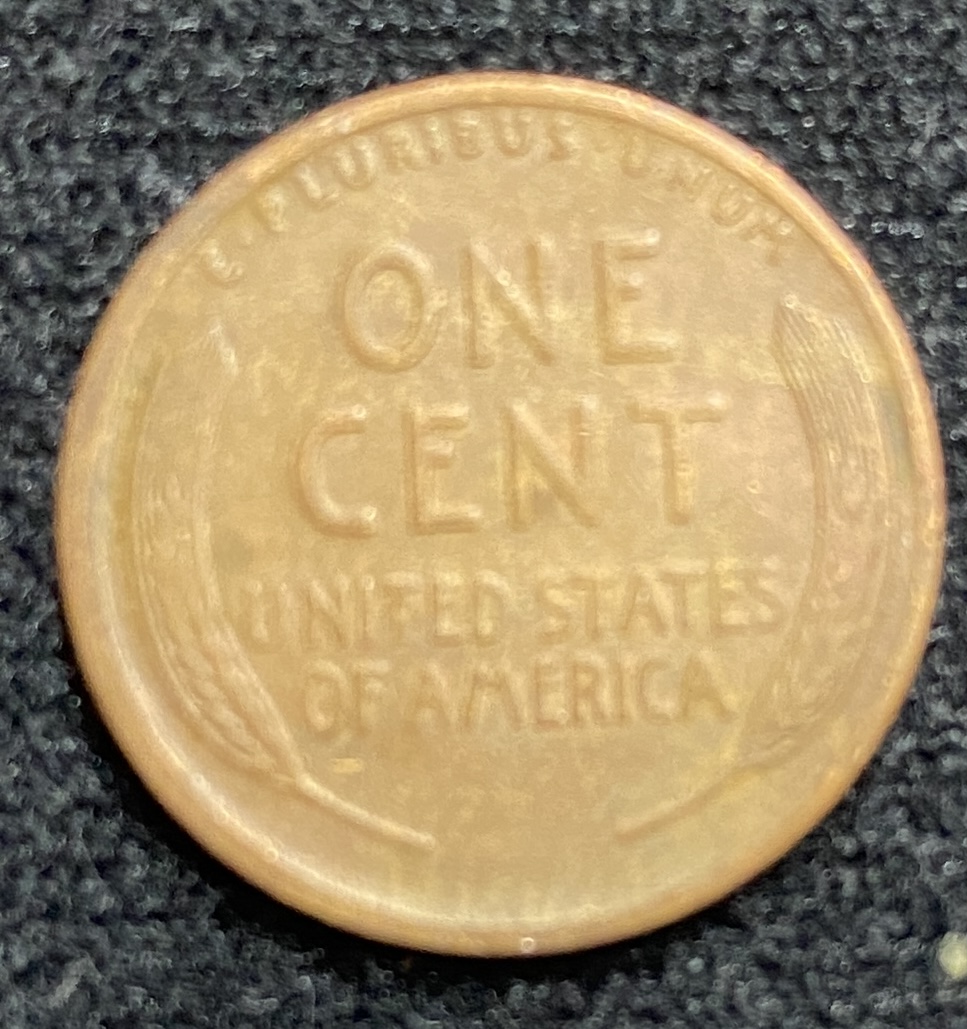 E·PLURIBUS·UNUM
ONE
CENT
UNITED STATES
OF AMERICA